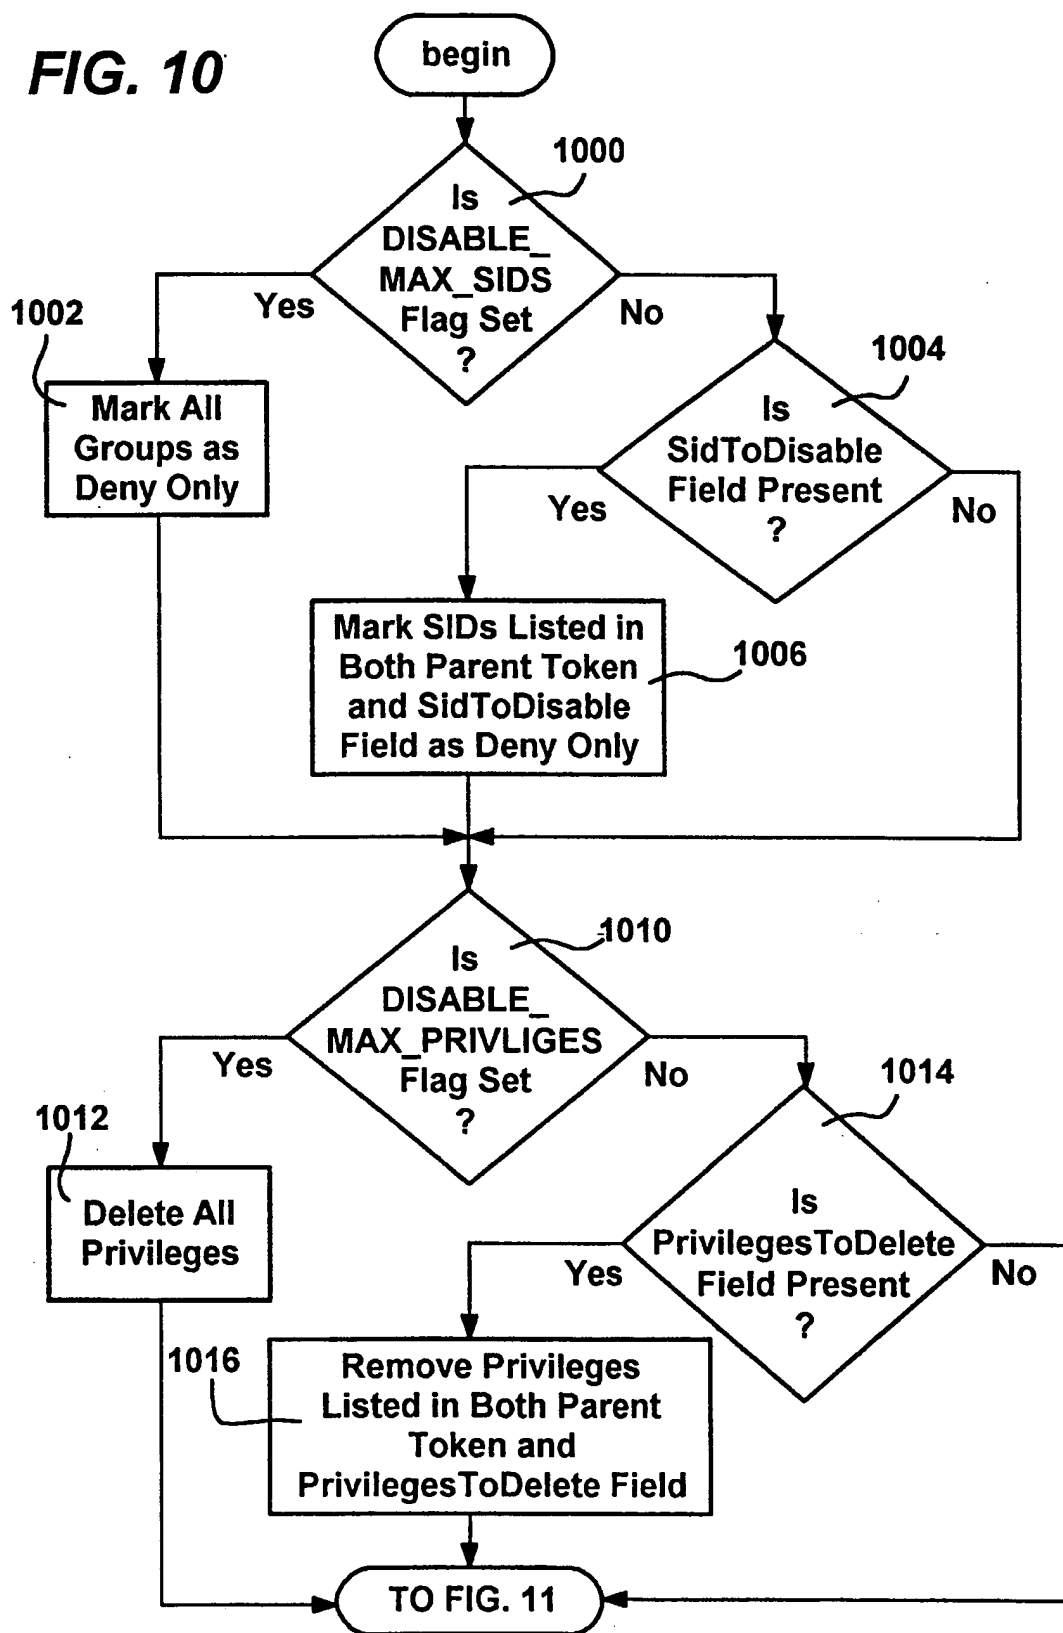 FIG. 10
begin
1000
Is
DISABLE_
MAX_SIDS
Flag Set
?
Yes
No
1002
Mark All
Groups as
Deny Only
1004
Is
SidToDisable
Field Present
?
Yes
No
Mark SIDs Listed in
Both Parent Token
and SidToDisable
Field as Deny Only
1006
1010
Is
DISABLE_
MAX_PRIVLIGES
Flag Set
?
Yes
No
1012
Delete All
Privileges
1014
Is
PrivilegesToDelete
Field Present
?
Yes
No
1016
Remove Privileges
Listed in Both Parent
Token and
PrivilegesToDelete Field
TO FIG. 11